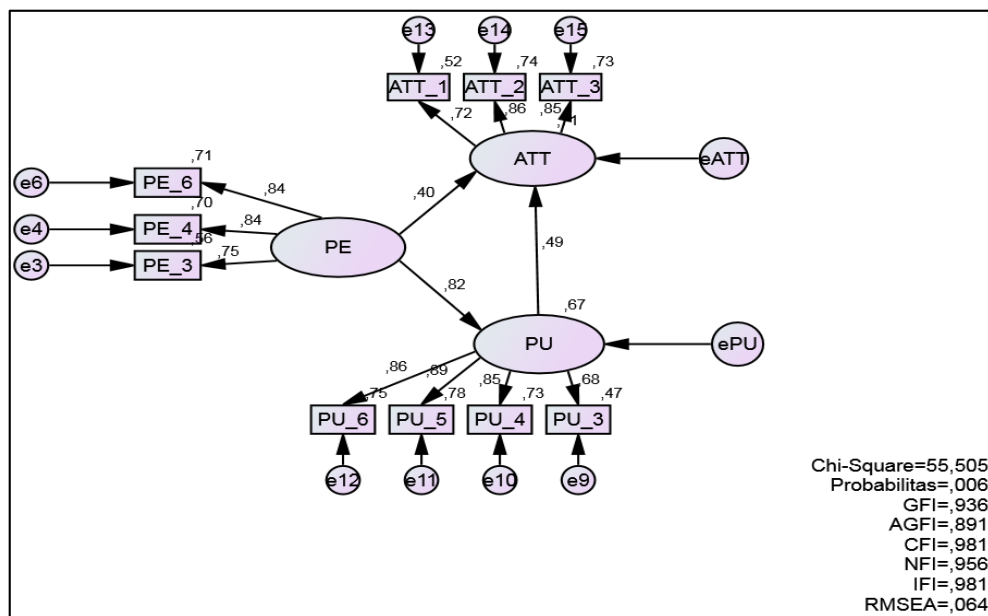 e13
e14
e15
,52
,74
,73
ATT_1
ATT_2
ATT_3
,72
,86
,85
ATT
eATT
,71
e6
PE_6
,84
,40
,70
e4
PE_4
,84
PE
,56
e3
PE_3
,75
,49
,82
,67
PU
ePU
,86
,89
,85
,68
,75
,78
,73
,47
PU_6
PU_5
PU_4
PU_3
e12
e11
e10
e9
Chi-Square=55,505
Probabilitas=,006
GFI=,936
AGFI=,891
CFI=,981
NFI=,956
IFI=,981
RMSEA=,064